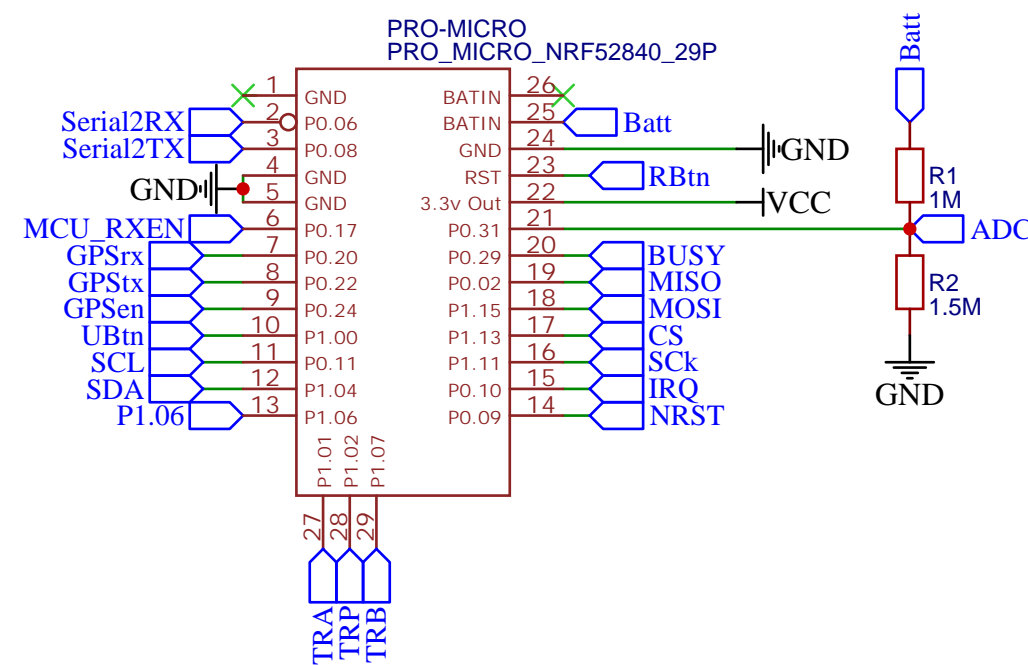 PRO-MICRO
PRO_MICRO_NRF52840_29P
1 GND
Serial2RX 2 P0.06
Serial2TX 3 P0.08
4 GND
GND
5 GND
MCU_RXEN 6 P0.17
GPSrx 7 P0.20
GPStx 8 P0.22
GPSen 9 P0.24
UBtn 10 P1.00
SCL 11 P0.11
SDA 12 P1.04
P1.06 13 P1.06
BATIN 26
BATIN 25 Batt
GND 24 GND
RST 23 RBtn
3.3v Out 22 VCC
P0.31 21
P0.29 20 BUSY
P0.02 19 MISO
P1.15 18 MOSI
P1.13 17 CS
P1.11 16 SCk
P0.10 15 IRQ
P0.09 14 NRST
P1.01 27 TRA
P1.02 28 TRP
P1.07 29 TRB
Batt
R1
1M
ADC
R2
1.5M
GND